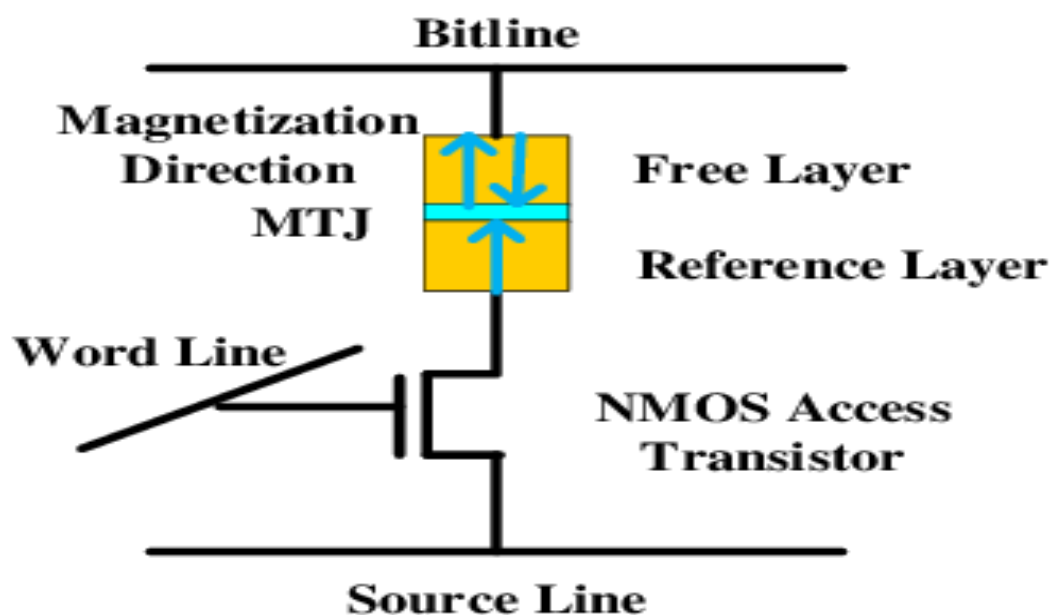 Bitline
Magnetization
Direction
MTJ
Free Layer
Reference Layer
Word Line
NMOS Access
Transistor
Source Line